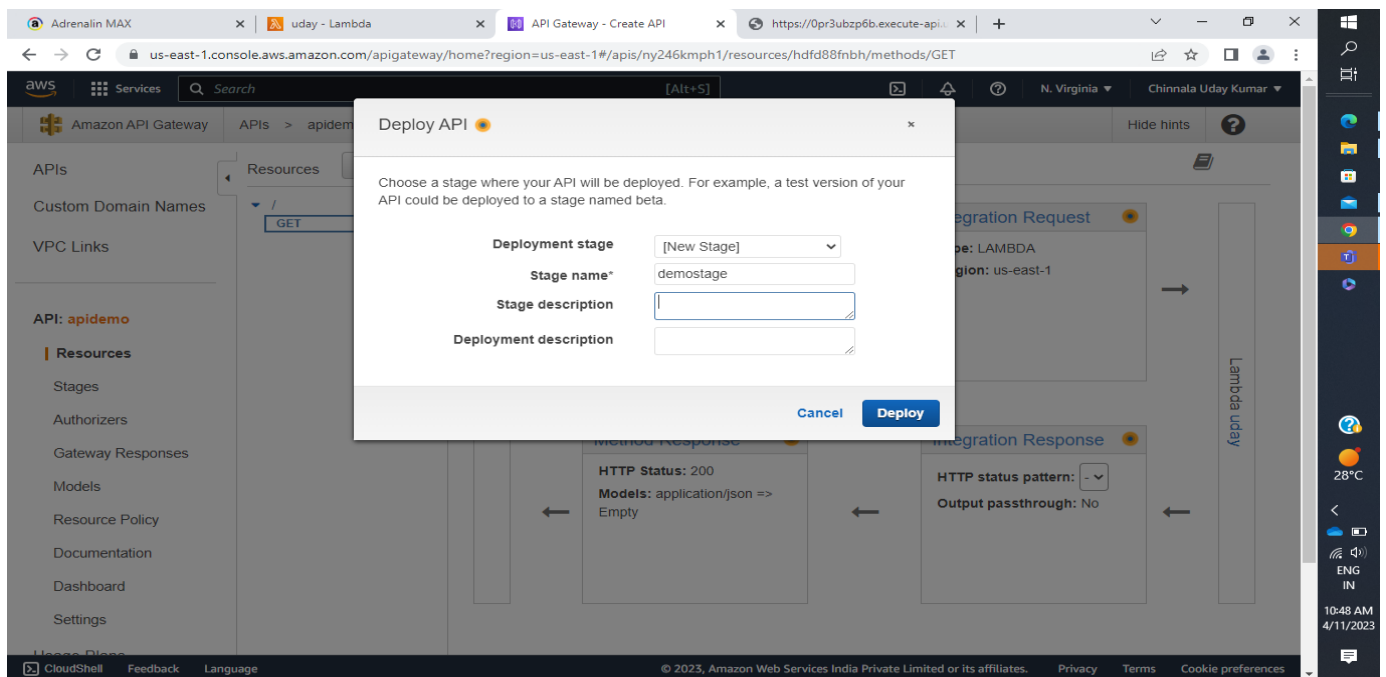 Adrenalin MAX
uday - Lambda
API Gateway - Create API
https://0pr3ubzp6b.execute-api.u
us-east-1.console.aws.amazon.com/apigateway/home?region=us-east-1#/apis/ny246kmph1/resources/hdfd88fnbh/methods/GET
aws
Services
Search
[Alt+S]
N. Virginia
Chinnala Uday Kumar
Amazon API Gateway
APIs > apidem
Hide hints
Deploy API
Choose a stage where your API will be deployed. For example, a test version of your
API could be deployed to a stage named beta.
Deployment stage [New Stage]
Stage name* demostage
Stage description
Deployment description
Cancel Deploy
APIs
Custom Domain Names
VPC Links
API: apidemo
Resources
Stages
Authorizers
Gateway Responses
Models
Resource Policy
Documentation
Dashboard
Settings
Usage Plans
Resources
/
GET
egration Request
pe: LAMBDA
gion: us-east-1
Lambda uday
Method Response
HTTP Status: 200
Models: application/json =>
Empty
Integration Response
HTTP status pattern: -
Output passthrough: No
CloudShell Feedback Language
© 2023, Amazon Web Services India Private Limited or its affiliates. Privacy Terms Cookie preferences
28°C
ENG
IN
10:48 AM
4/11/2023